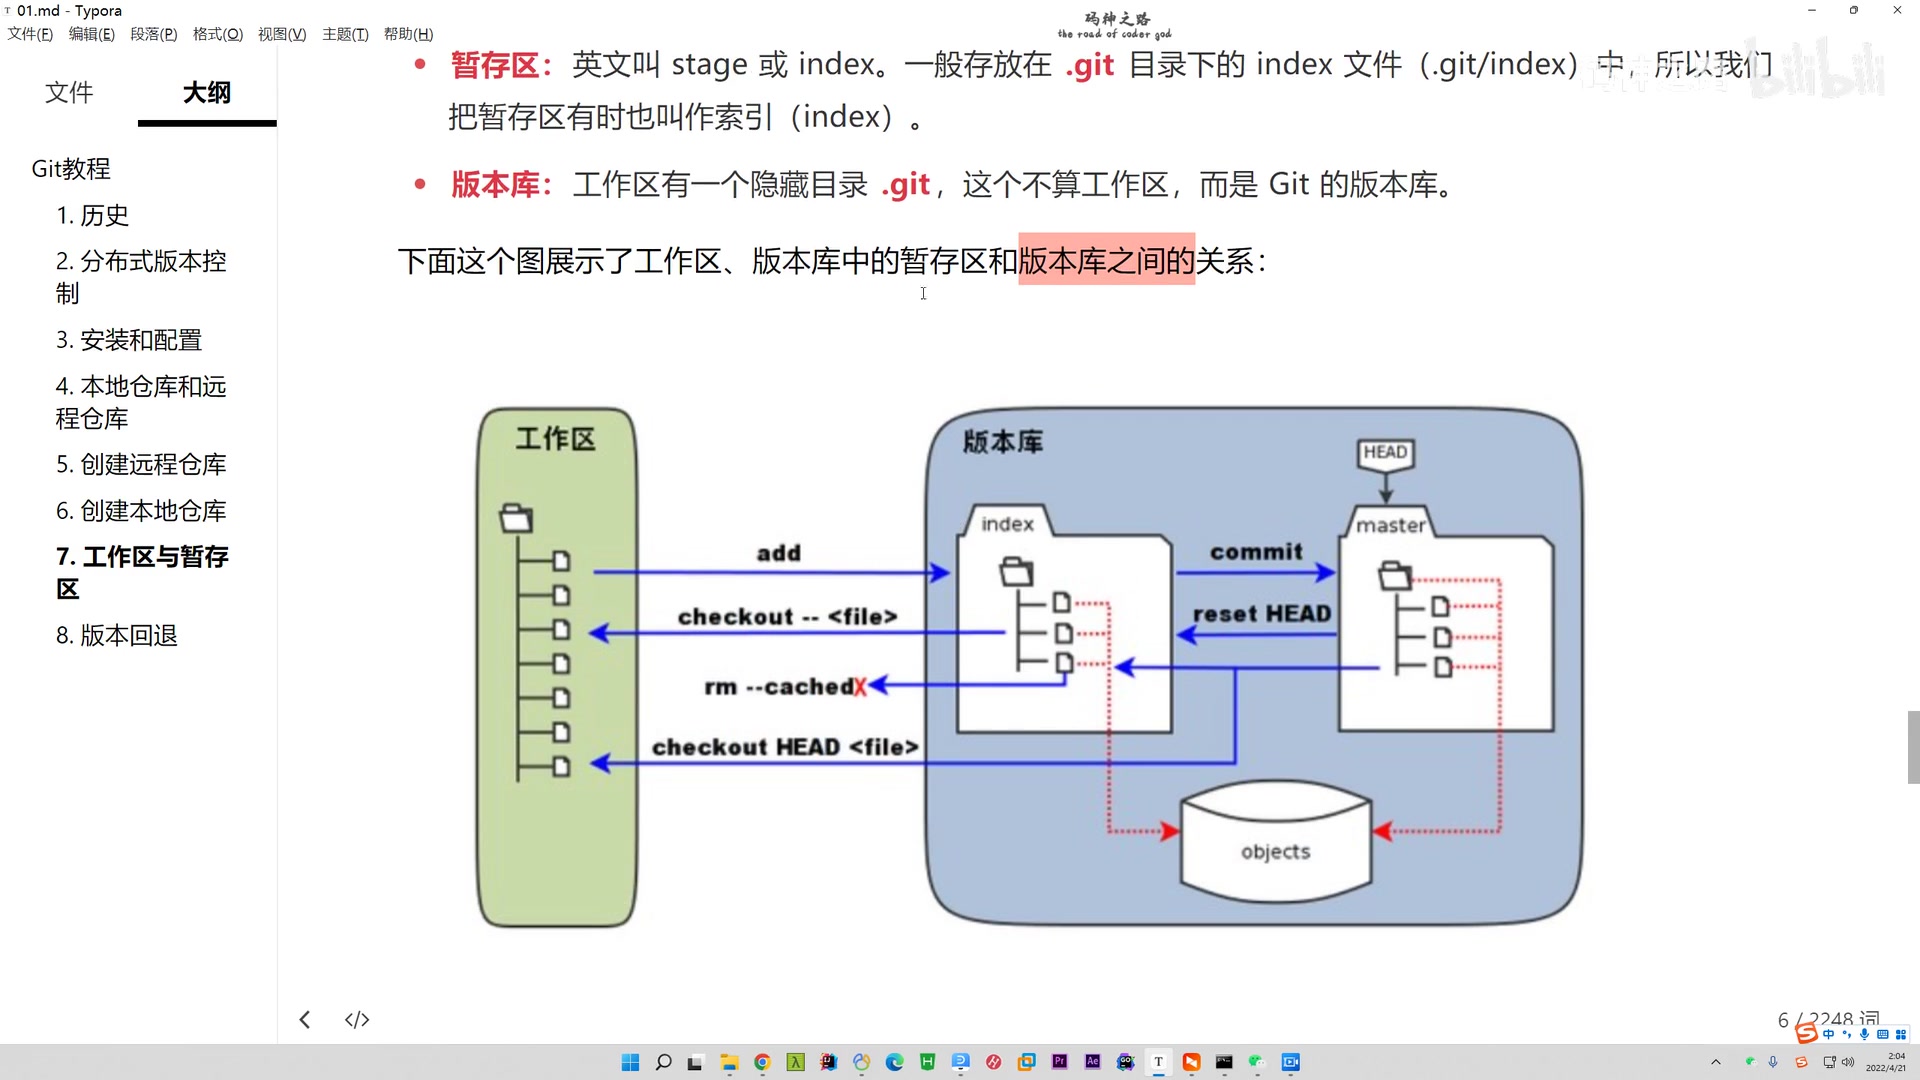 01.md - Typora
码神之路
the road of coder god
文件(F) 编辑(E) 段落(P) 格式(O) 视图(V) 主题(T) 帮助(H)
文件 大纲
Git教程
1. 历史
2. 分布式版本控
制
3. 安装和配置
4. 本地仓库和远
程仓库
5. 创建远程仓库
6. 创建本地仓库
7. 工作区与暂存
区
8. 版本回退
暂存区：英文叫 stage 或 index。一般存放在 .git 目录下的 index 文件（.git/index）中，所以我们
把暂存区有时也叫作索引（index）。
版本库：工作区有一个隐藏目录 .git，这个不算工作区，而是 Git 的版本库。
下面这个图展示了工作区、版本库中的暂存区和版本库之间的关系：
bilibili
工作区
版本库
HEAD
index
master
add
commit
checkout -- <file>
reset HEAD
rm --cachedX
checkout HEAD <file>
objects
</>
6 / 2248 词
中
2:04
2022/4/21